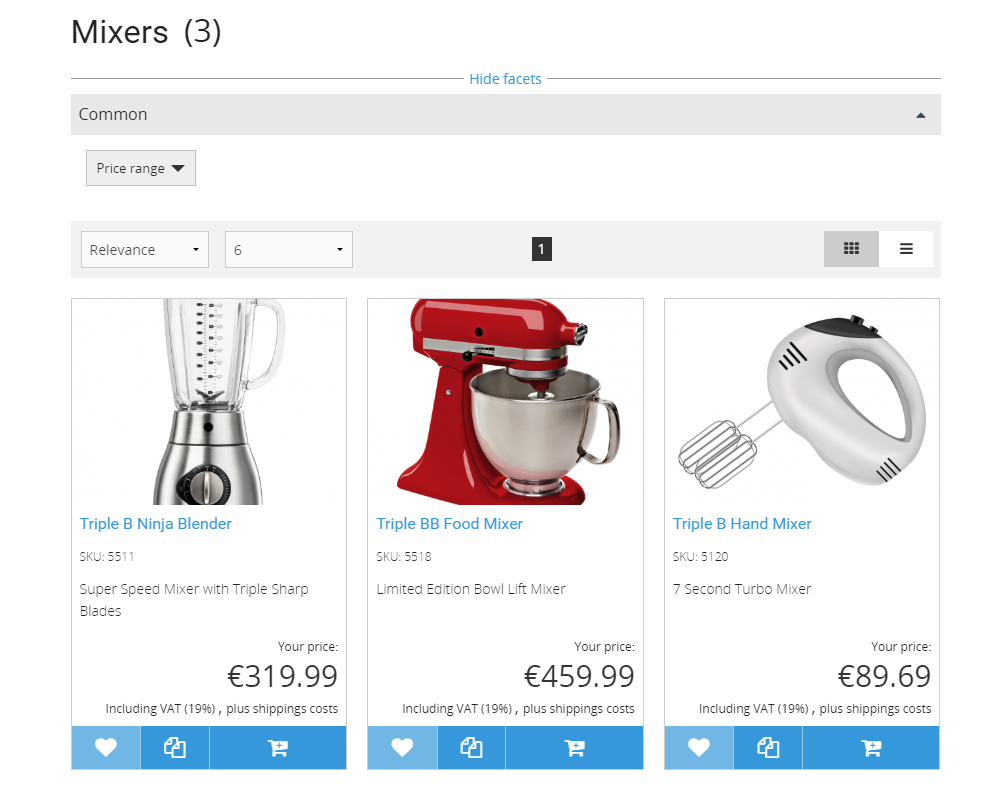 Mixers (3)
Hide facets
Common
Price range
Relevance
6
1
Triple B Ninja Blender
SKU: 5511
Super Speed Mixer with Triple Sharp
Blades
Your price:
€319.99
Including VAT (19%) , plus shippings costs
Triple BB Food Mixer
SKU: 5518
Limited Edition Bowl Lift Mixer
Your price:
€459.99
Including VAT (19%) , plus shippings costs
Triple B Hand Mixer
SKU: 5120
7 Second Turbo Mixer
Your price:
€89.69
Including VAT (19%) , plus shippings costs